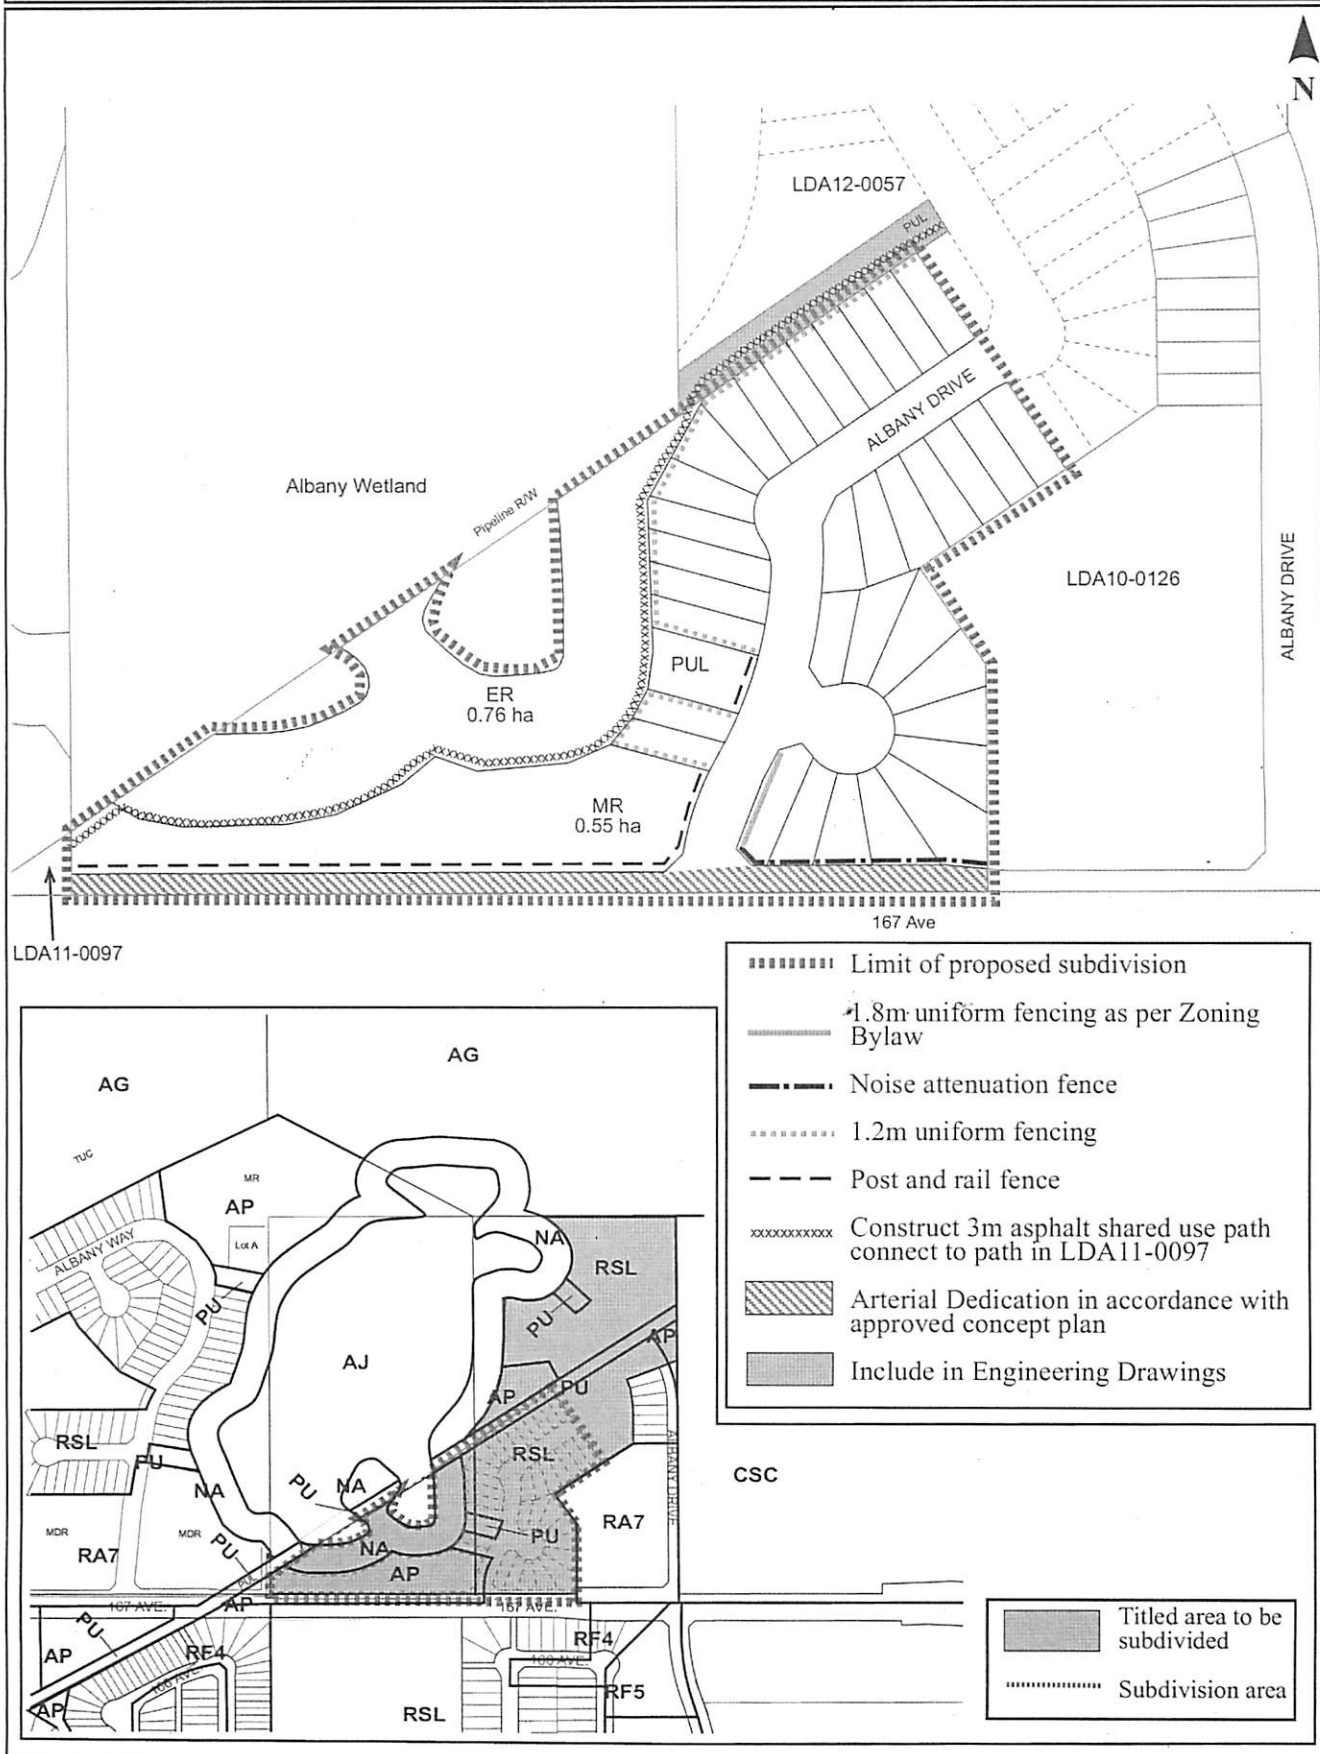 N
LDA12-0057
PUL
ALBANY DRIVE
Albany Wetland
Pipeline R/W
ALBANY DRIVE
LDA10-0126
PUL
ER
0.76 ha
MR
0.55 ha
167 Ave
LDA11-0097
Limit of proposed subdivision
1.8m uniform fencing as per Zoning
Bylaw
Noise attenuation fence
1.2m uniform fencing
Post and rail fence
Construct 3m asphalt shared use path
connect to path in LDA11-0097
Arterial Dedication in accordance with
approved concept plan
Include in Engineering Drawings
AG
AG
TUC
MR
AP
Lot A
ALBANY WAY
PU
NA
RSL
PU
AP
AJ
AP
PU
RSL
RSL
PU
NA
PU
NA
ALBANY DRIVE
CSC
MDR
MDR
RA7
PU
PUL
NA
AP
PU
RA7
167 AVE.
AP
167 AVE.
PU
AP
RF4
166 AVE.
RF4
166 AVE.
AP
RSL
RF5
Titled area to be
subdivided
Subdivision area